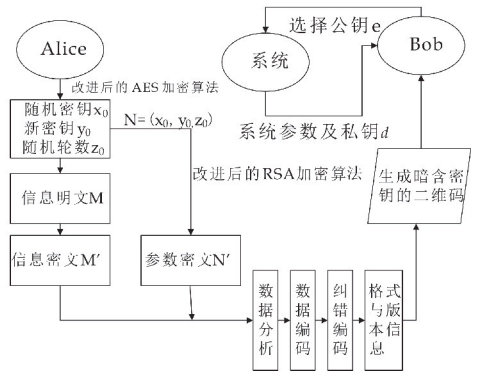 Alice
改进后的 AES 加密算法
随机密钥x₀
新密钥y₀
随机轮数z₀
N=(x₀, y₀,z₀)
信息明文M
信息密文M′
参数密文N′
改进后的RSA加密算法
选择公钥e
系统
Bob
系统参数及私钥d
生成暗含密
钥的二维码
数据分析
数据编码
纠错编码
格式
与版
本信
息